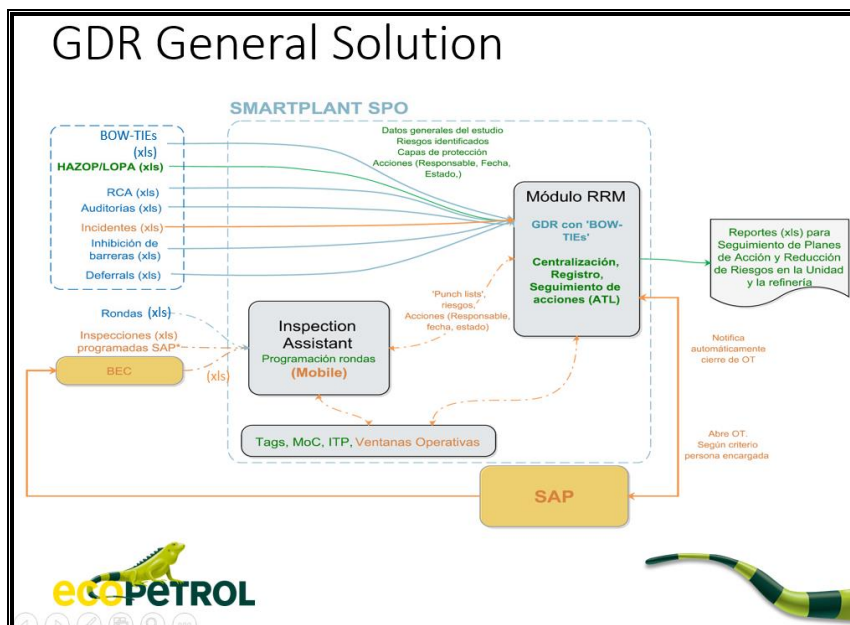 GDR General Solution
SMARTPLANT SPO
BOW-TIEs
(xls)
HAZOP/LOPA (xls)
RCA (xls)
Auditorías (xls)
Incidentes (xls)
Inhibición de
barreras (xls)
Deferrals (xls)
Datos generales del estudio
Riesgos identificados
Capas de protección
Acciones (Responsable, Fecha,
Estado,)
Módulo RRM
GDR con 'BOW-
TIEs'
Centralización,
Registro,
Seguimiento de
acciones (ATL)
Reportes (xls) para
Seguimiento de Planes
de Acción y Reducción
de Riesgos en la Unidad
y la refinería
Rondas (xls)
Inspecciones (xls)
programadas SAP*
BEC
(xls)
Inspection
Assistant
Programación rondas
(Mobile)
'Punch lists',
riesgos,
Acciones (Responsable,
fecha, estado)
Notifica
automáticamente
cierre de OT
Tags, MoC, ITP, Ventanas Operativas
Abre OT.
Según criterio
persona encargada
SAP
ecopetrol